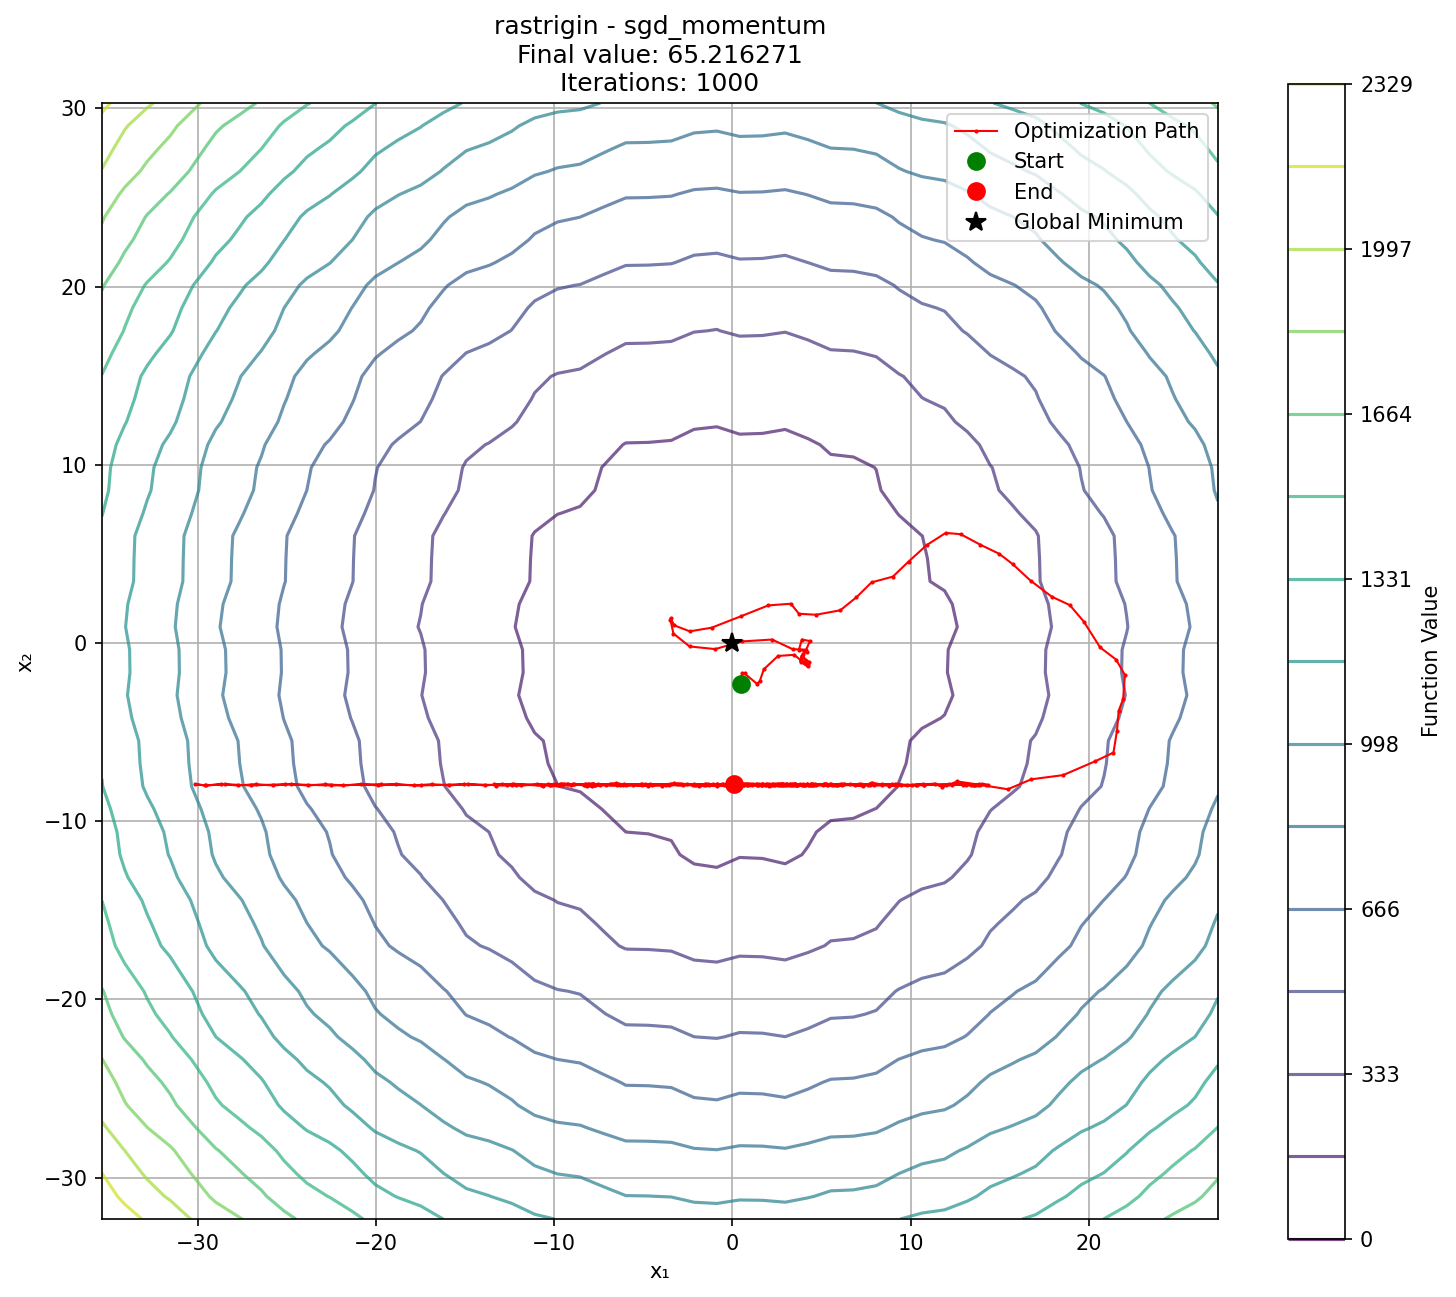 rastrigin - sgd_momentum
Final value: 65.216271
Iterations: 1000
Optimization Path
Start
End
Global Minimum
30
20
10
0
−10
−20
−30
x₂
−30
−20
−10
0
10
20
x₁
2329
1997
1664
1331
998
666
333
0
Function Value